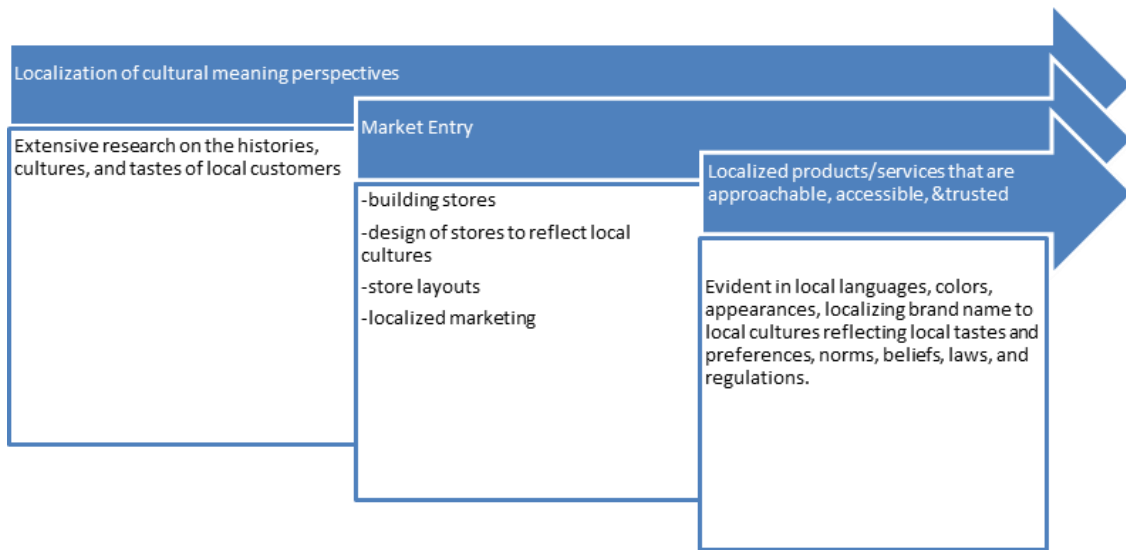 Localization of cultural meaning perspectives
Extensive research on the histories,
cultures, and tastes of local customers
Market Entry
-building stores
-design of stores to reflect local
cultures
-store layouts
-localized marketing
Localized products/services that are
approachable, accessible, &trusted
Evident in local languages, colors,
appearances, localizing brand name to
local cultures reflecting local tastes and
preferences, norms, beliefs, laws, and
regulations.